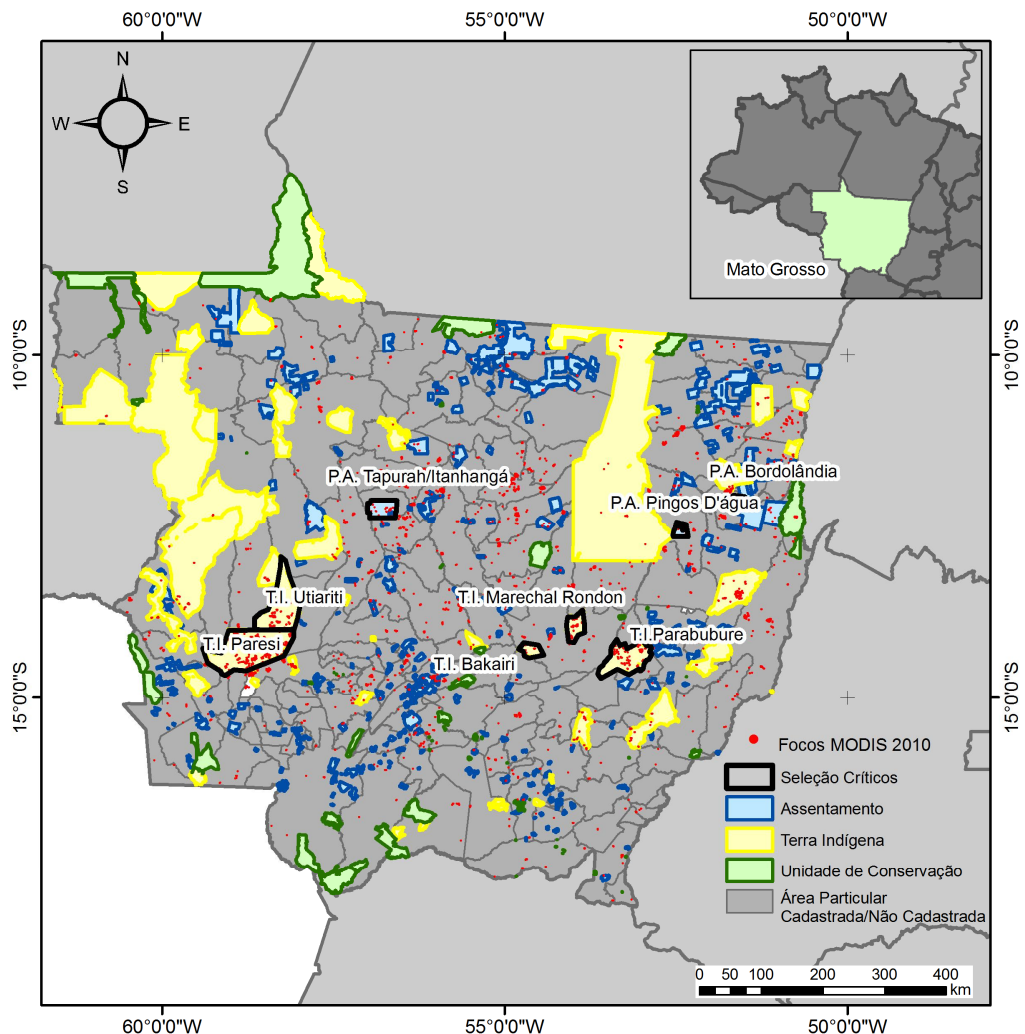 60°0'0"W
55°0'0"W
50°0'0"W
N
W
E
S
Mato Grosso
10°0'0"S
10°0'0"S
P.A. Tapurah/Itanhangá
P.A. Bordolândia
P.A. Pingos D'água
T.I. Utiariti
T.I. Marechal Rondon
T.I. Paresi
T.I.Parabubure
T.I. Bakairi
15°0'0"S
15°0'0"S
Focos MODIS 2010
Seleção Críticos
Assentamento
Terra Indígena
Unidade de Conservação
Área Particular
Cadastrada/Não Cadastrada
0 50 100 200 300 400
km
60°0'0"W
55°0'0"W
50°0'0"W